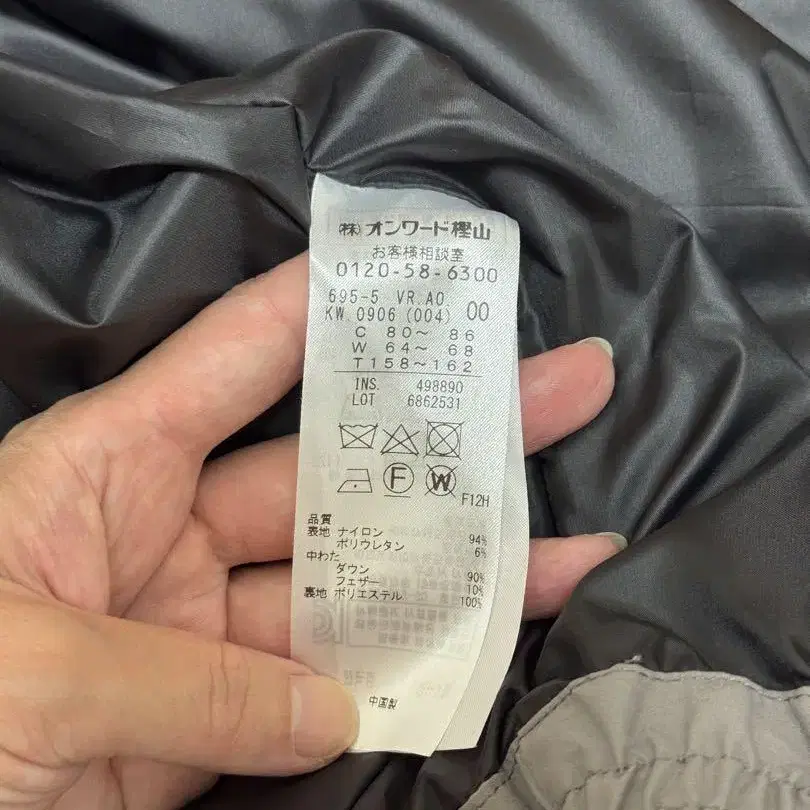 (株)オンワード樫山
お客様相談室
0120-58-6300
695-5 VR.AO.
KW 0906 (004) 00
C 80～ 86
W 64～ 68
T158～162
INS. 498890
LOT 6862531
F
W
F12H
品質
表地 ナイロン 94%
ポリウレタン 6%
中わた
ダウン 90%
フェザー 10%
裏地 ポリエステル 100%
中国製